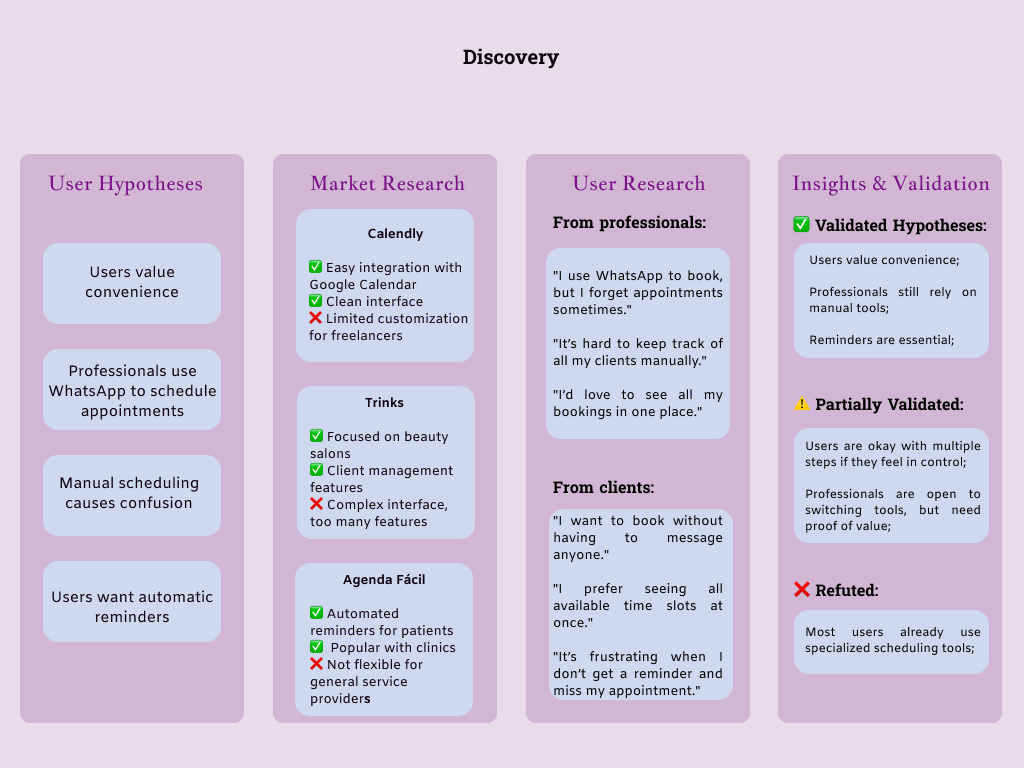 Discovery
User Hypotheses
Users value
convenience
Professionals use
WhatsApp to schedule
appointments
Manual scheduling
causes confusion
Users want automatic
reminders
Market Research
Calendly
✅ Easy integration with
Google Calendar
✅ Clean interface
❌ Limited customization
for freelancers
Trinks
✅ Focused on beauty
salons
✅ Client management
features
❌ Complex interface,
too many features
Agenda Fácil
✅ Automated
reminders for patients
✅ Popular with clinics
❌ Not flexible for
general service
providers
User Research
From professionals:
"I use WhatsApp to book,
but I forget appointments
sometimes."
"It’s hard to keep track of
all my clients manually."
"I’d love to see all my
bookings in one place."
From clients:
"I want to book without
having to message
anyone."
"I prefer seeing all
available time slots at
once."
"It’s frustrating when I
don’t get a reminder and
miss my appointment."
Insights & Validation
✅ Validated Hypotheses:
Users value convenience;
Professionals still rely on
manual tools;
Reminders are essential;
⚠️ Partially Validated:
Users are okay with multiple
steps if they feel in control;
Professionals are open to
switching tools, but need
proof of value;
❌ Refuted:
Most users already use
specialized scheduling tools;